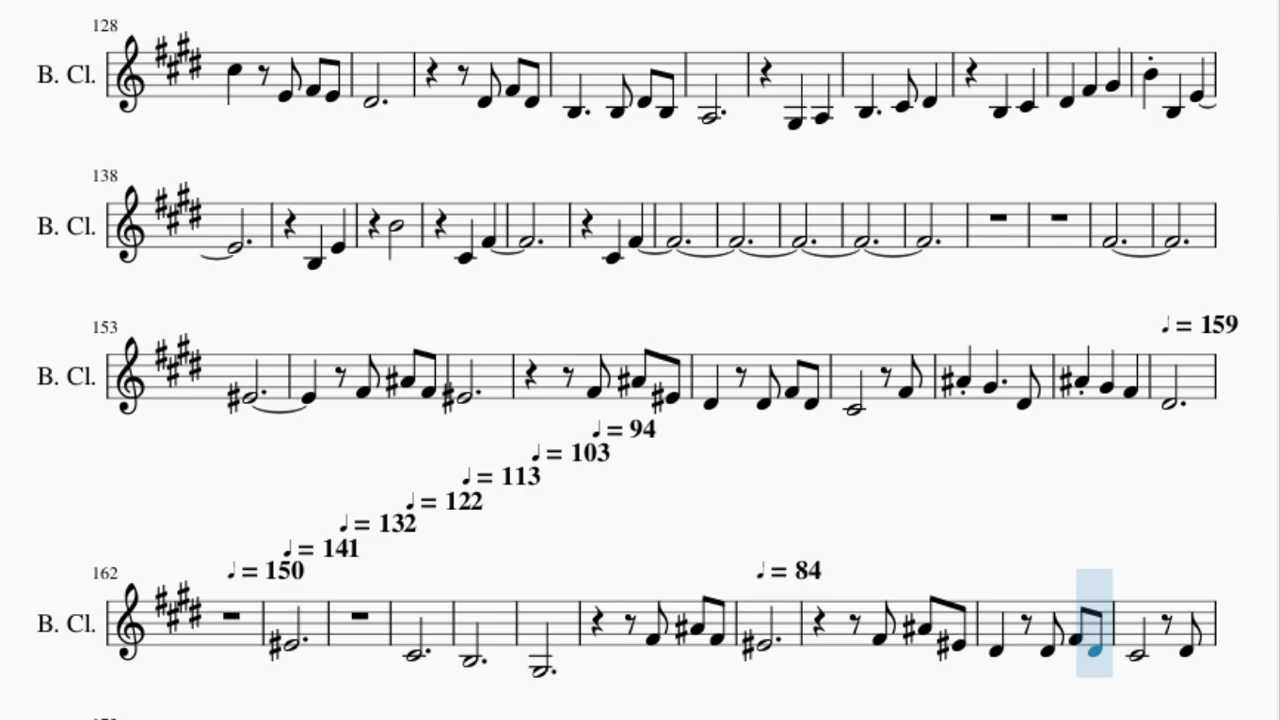 128
B. Cl.
138
B. Cl.
153
♩ = 159
B. Cl.
♩ = 94
♩ = 103
♩ = 113
♩ = 122
♩ = 132
♩ = 141
162
♩ = 150
♩ = 84
B. Cl.